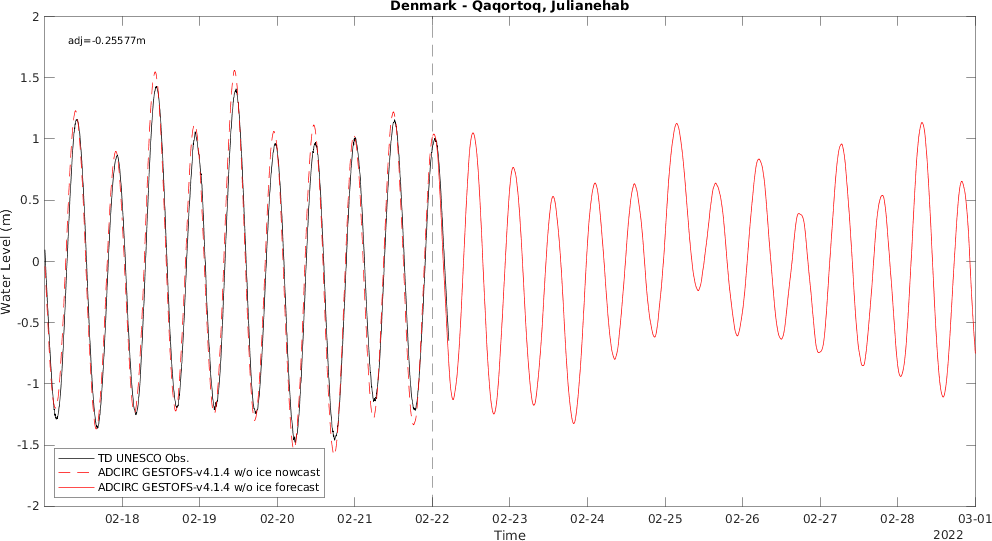 Denmark - Qaqortoq, Julianehab
adj=-0.25577m
Water Level (m)
2
1.5
1
0.5
0
-0.5
-1
-1.5
-2
TD UNESCO Obs.
ADCIRC GESTOFS-v4.1.4 w/o ice nowcast
ADCIRC GESTOFS-v4.1.4 w/o ice forecast
02-18 02-19 02-20 02-21 02-22 02-23 02-24 02-25 02-26 02-27 02-28 03-01
Time
2022